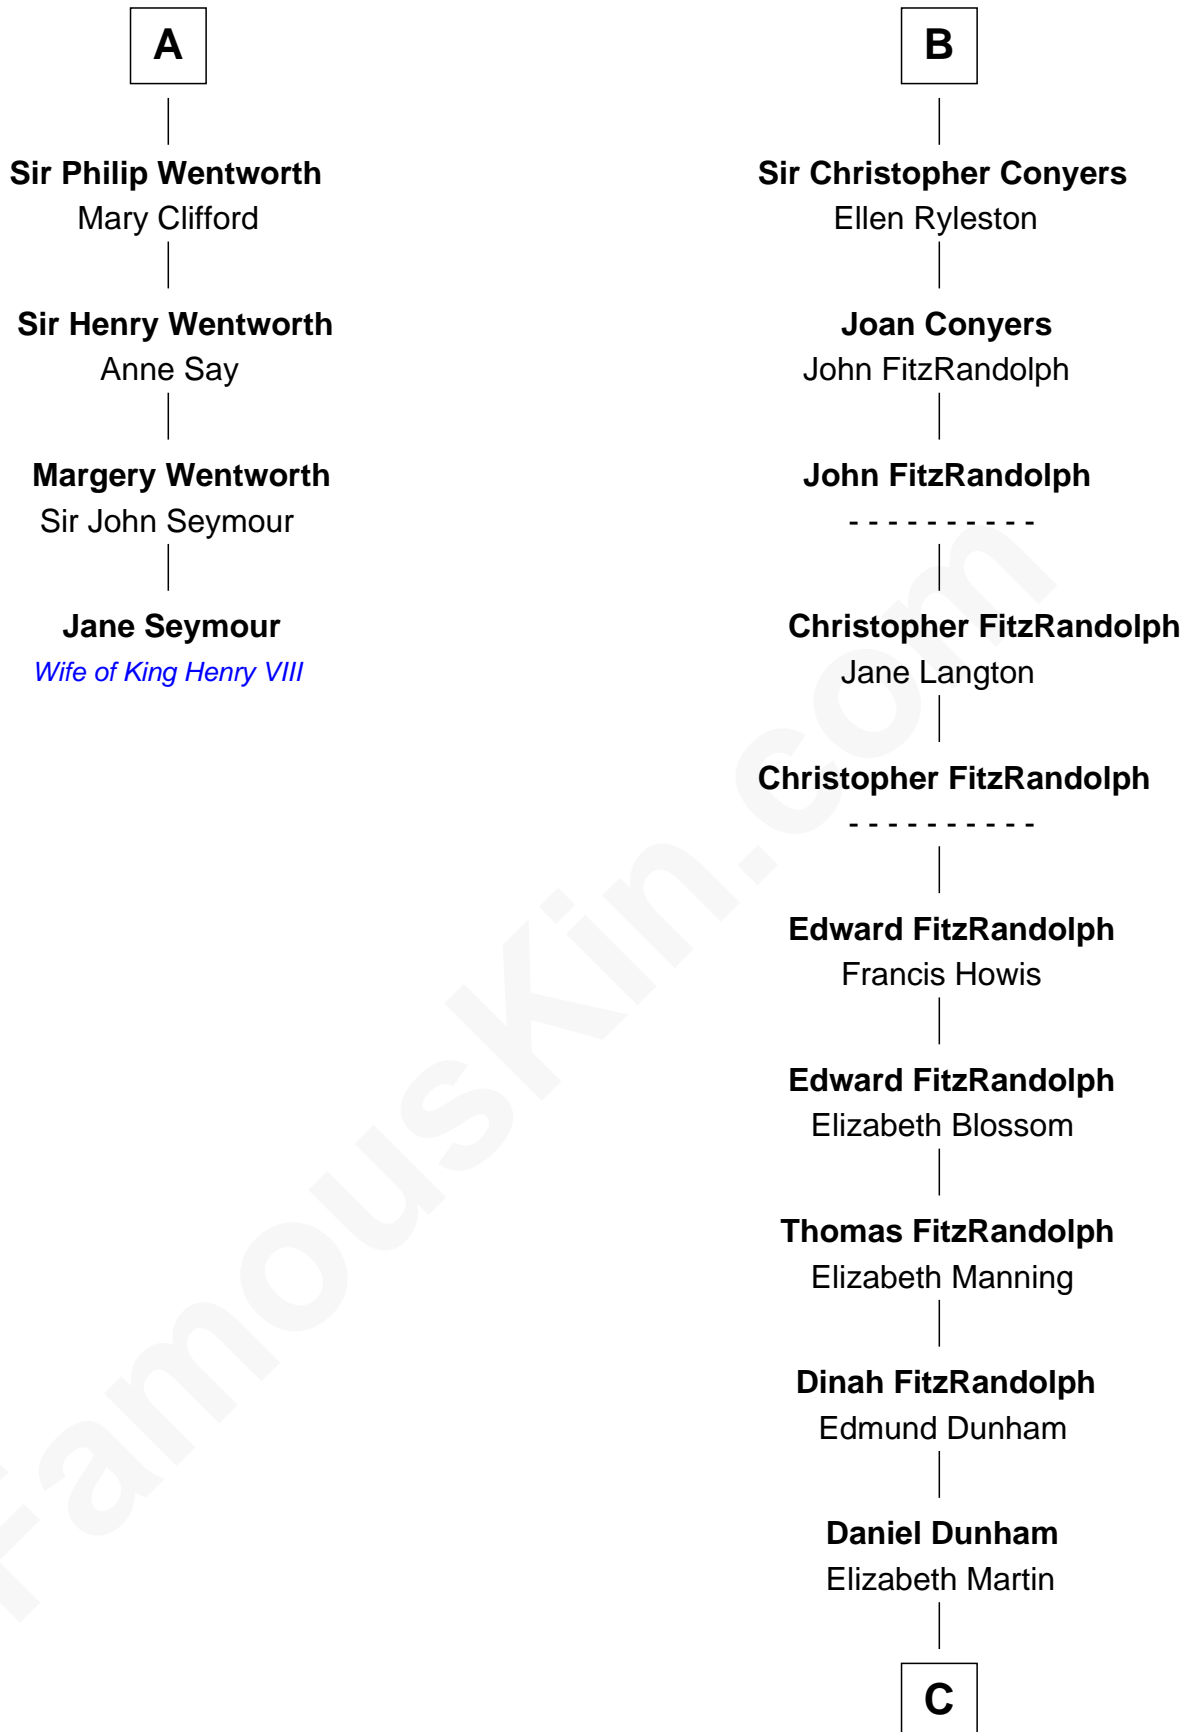 A
Sir Philip Wentworth
Mary Clifford
Sir Henry Wentworth
Anne Say
Margery Wentworth
Sir John Seymour
Jane Seymour
Wife of King Henry VIII
B
Sir Christopher Conyers
Ellen Ryleston
Joan Conyers
John FitzRandolph
John FitzRandolph
- - - - - - - - - -
Christopher FitzRandolph
Jane Langton
Christopher FitzRandolph
- - - - - - - - - -
Edward FitzRandolph
Francis Howis
Edward FitzRandolph
Elizabeth Blossom
Thomas FitzRandolph
Elizabeth Manning
Dinah FitzRandolph
Edmund Dunham
Daniel Dunham
Elizabeth Martin
C
FamousKin.com